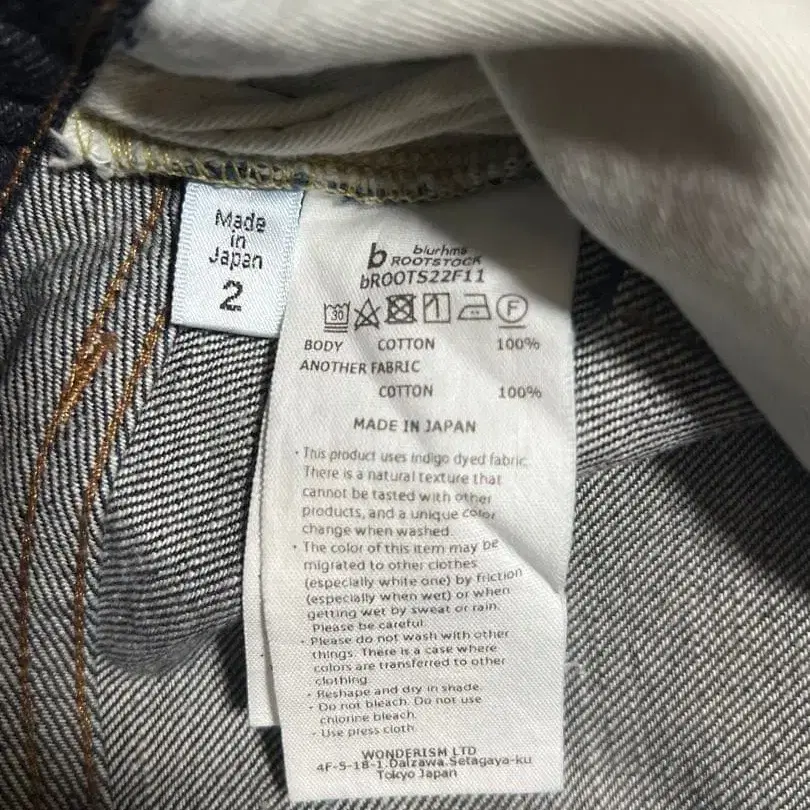 Made
in
Japan
2
b blurhms
ROOTSTOCK
bROOTS22F11
30 F
BODY COTTON 100%
ANOTHER FABRIC
COTTON 100%
MADE IN JAPAN
・This product uses indigo dyed fabric.
There is a natural texture that
cannot be tasted with other
products, and a unique color
change when washed.
・The color of this item may be
migrated to other clothes
(especially white one) by friction
(especially when wet) or when
getting wet by sweat or rain.
Please be careful.
・Please do not wash with other
things. There is a case where
colors are transferred to other
clothing.
・Reshape and dry in shade.
・Do not bleach. Do not use
chlorine bleach.
・Use press cloth.
WONDERISM LTD
4F-5-18-1.Daizawa.Setagaya-ku
Tokyo Japan